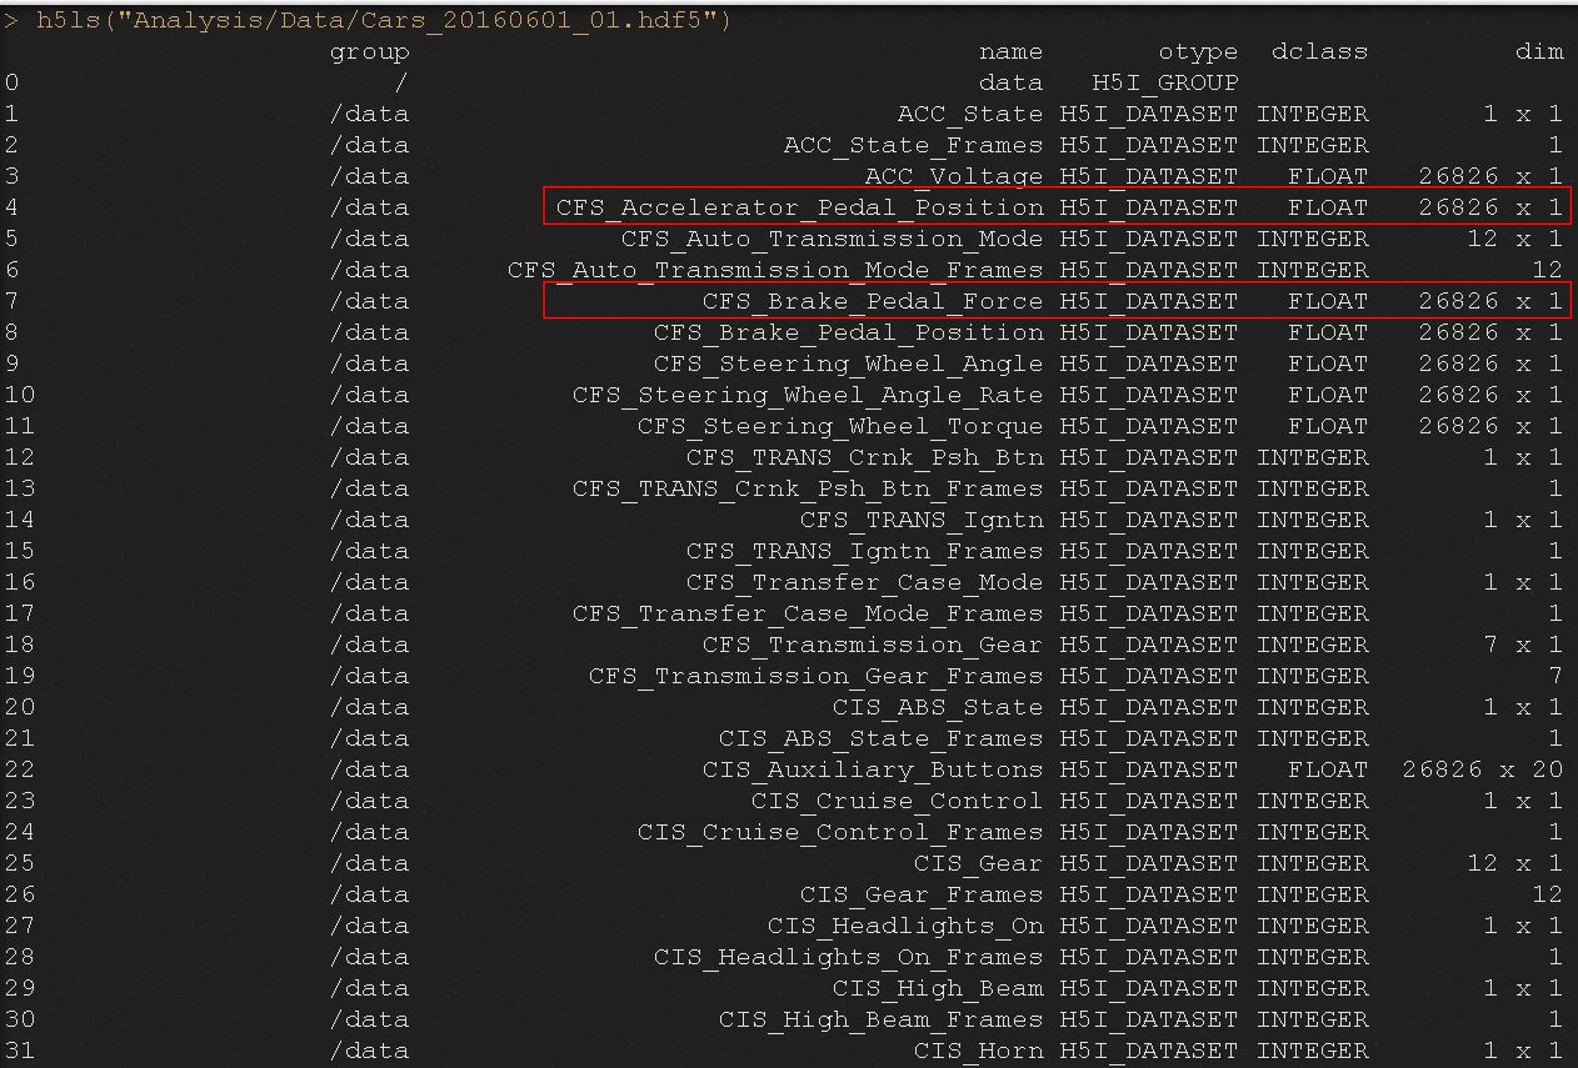 > h5ls("Analysis/Data/Cars_20160601_01.hdf5")
group name otype dclass dim
0 / data H5I_GROUP
1 /data ACC_State H5I_DATASET INTEGER 1 x 1
2 /data ACC_State_Frames H5I_DATASET INTEGER 1
3 /data ACC_Voltage H5I_DATASET FLOAT 26826 x 1
4 /data CFS_Accelerator_Pedal_Position H5I_DATASET FLOAT 26826 x 1
5 /data CFS_Auto_Transmission_Mode H5I_DATASET INTEGER 12 x 1
6 /data CFS_Auto_Transmission_Mode_Frames H5I_DATASET INTEGER 12
7 /data CFS_Brake_Pedal_Force H5I_DATASET FLOAT 26826 x 1
8 /data CFS_Brake_Pedal_Position H5I_DATASET FLOAT 26826 x 1
9 /data CFS_Steering_Wheel_Angle H5I_DATASET FLOAT 26826 x 1
10 /data CFS_Steering_Wheel_Angle_Rate H5I_DATASET FLOAT 26826 x 1
11 /data CFS_Steering_Wheel_Torque H5I_DATASET FLOAT 26826 x 1
12 /data CFS_TRANS_Crnk_Psh_Btn H5I_DATASET INTEGER 1 x 1
13 /data CFS_TRANS_Crnk_Psh_Btn_Frames H5I_DATASET INTEGER 1
14 /data CFS_TRANS_Igntn H5I_DATASET INTEGER 1 x 1
15 /data CFS_TRANS_Igntn_Frames H5I_DATASET INTEGER 1
16 /data CFS_Transfer_Case_Mode H5I_DATASET INTEGER 1 x 1
17 /data CFS_Transfer_Case_Mode_Frames H5I_DATASET INTEGER 1
18 /data CFS_Transmission_Gear H5I_DATASET INTEGER 7 x 1
19 /data CFS_Transmission_Gear_Frames H5I_DATASET INTEGER 7
20 /data CIS_ABS_State H5I_DATASET INTEGER 1 x 1
21 /data CIS_ABS_State_Frames H5I_DATASET INTEGER 1
22 /data CIS_Auxiliary_Buttons H5I_DATASET FLOAT 26826 x 20
23 /data CIS_Cruise_Control H5I_DATASET INTEGER 1 x 1
24 /data CIS_Cruise_Control_Frames H5I_DATASET INTEGER 1
25 /data CIS_Gear H5I_DATASET INTEGER 12 x 1
26 /data CIS_Gear_Frames H5I_DATASET INTEGER 12
27 /data CIS_Headlights_On H5I_DATASET INTEGER 1 x 1
28 /data CIS_Headlights_On_Frames H5I_DATASET INTEGER 1
29 /data CIS_High_Beam H5I_DATASET INTEGER 1 x 1
30 /data CIS_High_Beam_Frames H5I_DATASET INTEGER 1
31 /data CIS_Horn H5I_DATASET INTEGER 1 x 1